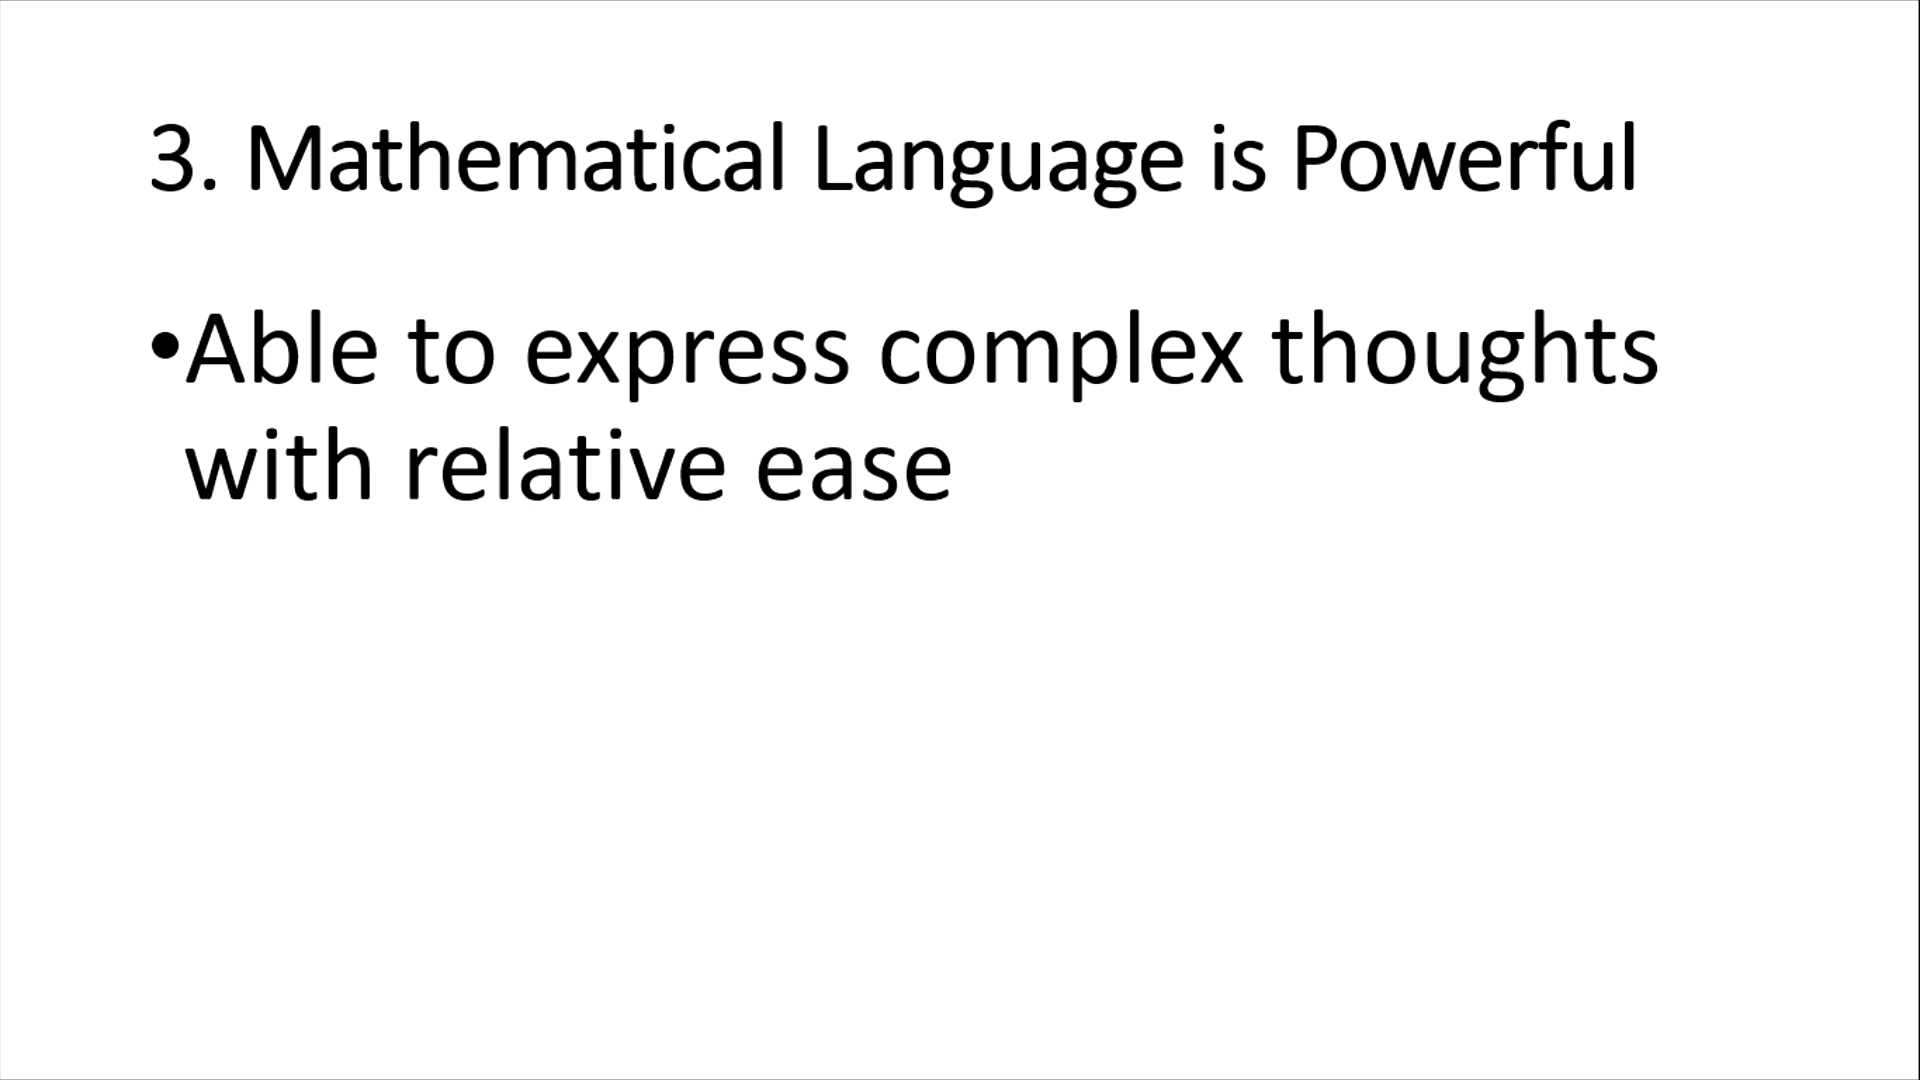 3. Mathematical Language is Powerful
•Able to express complex thoughts
with relative ease